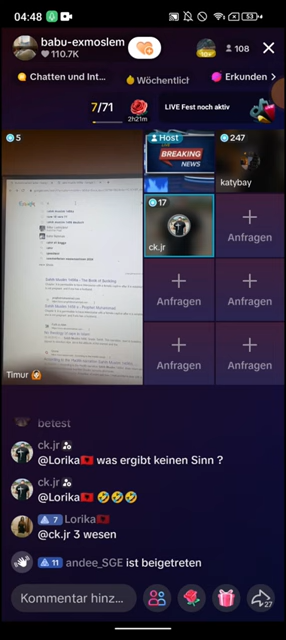 04:48
53
babu-exmoslem
110.7K
10x
108
Chatten und Int...
Wöchentlich
Erkunden
7/71
2h21m
LIVE Fest noch aktiv
5
Host
BREAKING
NEWS
247
katybay
17
ck.jr
Anfragen
Anfragen
Anfragen
Anfragen
Anfragen
Timur
betest
ck.jr
@Lorika🇦🇱 was ergibt keinen Sinn ?
ck.jr
@Lorika🇦🇱 🤣🤣🤣
7 Lorika🇦🇱
@ck.jr 3 wesen
11 andee_SGE ist beigetreten
Kommentar hinz...
27